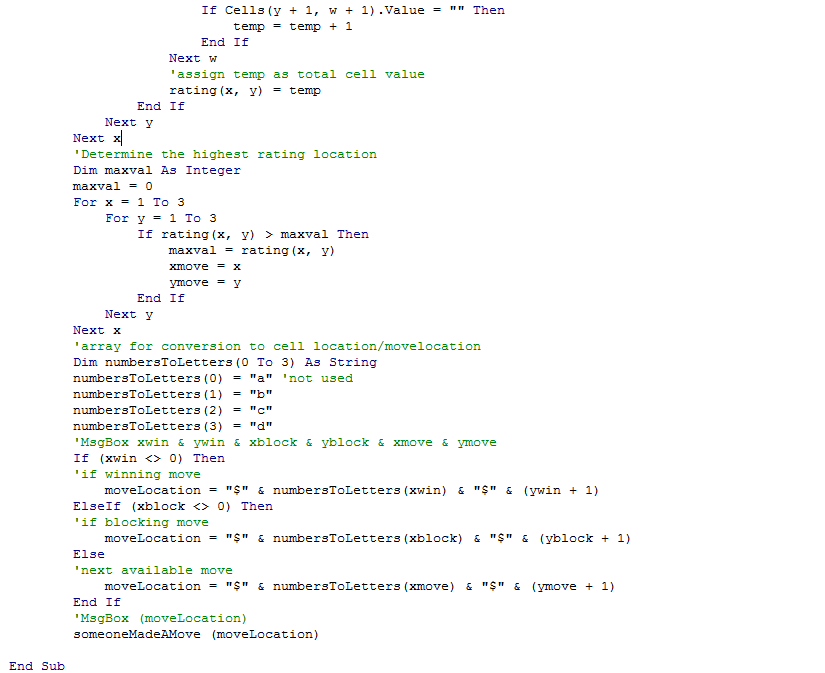 If Cells(y + 1, w + 1).Value = "" Then
temp = temp + 1
End If
Next w
'assign temp as total cell value
rating(x, y) = temp
End If
Next y
Next x
'Determine the highest rating location
Dim maxval As Integer
maxval = 0
For x = 1 To 3
For y = 1 To 3
If rating(x, y) > maxval Then
maxval = rating(x, y)
xmove = x
ymove = y
End If
Next y
Next x
'array for conversion to cell location/movelocation
Dim numbersToLetters(0 To 3) As String
numbersToLetters(0) = "a" 'not used
numbersToLetters(1) = "b"
numbersToLetters(2) = "c"
numbersToLetters(3) = "d"
'MsgBox xwin & ywin & xblock & yblock & xmove & ymove
If (xwin <> 0) Then
'if winning move
moveLocation = "$" & numbersToLetters(xwin) & "$" & (ywin + 1)
ElseIf (xblock <> 0) Then
'if blocking move
moveLocation = "$" & numbersToLetters(xblock) & "$" & (yblock + 1)
Else
'next available move
moveLocation = "$" & numbersToLetters(xmove) & "$" & (ymove + 1)
End If
'MsgBox (moveLocation)
someoneMadeAMove (moveLocation)
End Sub